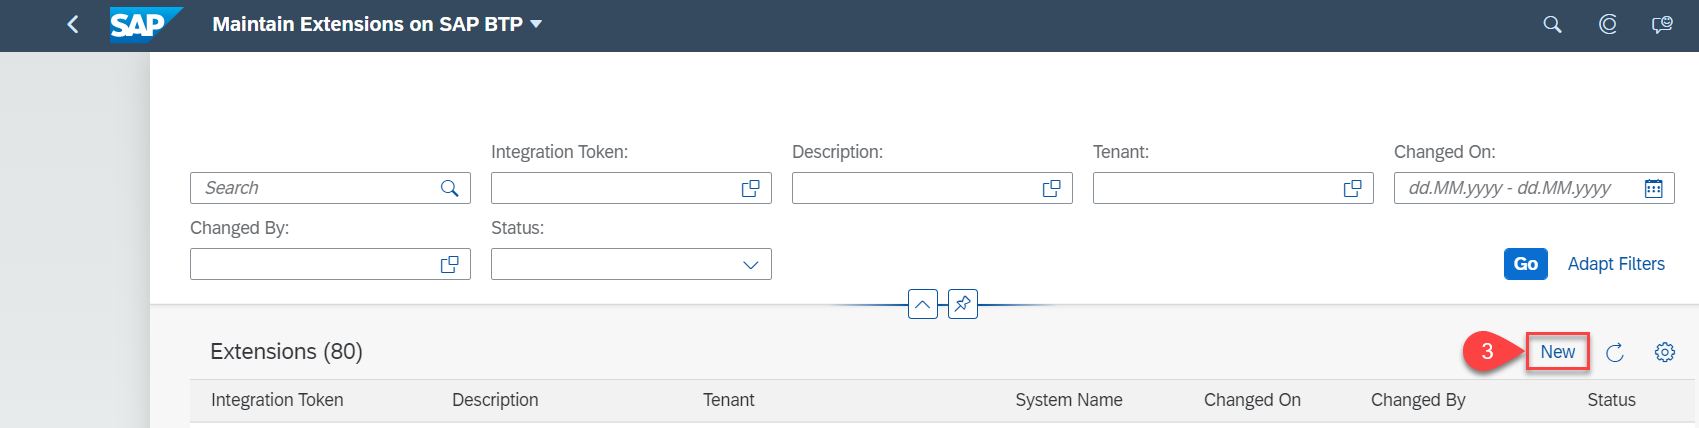 SAP Maintain Extensions on SAP BTP
Integration Token: Description: Tenant: Changed On:
Search dd.MM.yyyy - dd.MM.yyyy
Changed By: Status:
Go Adapt Filters
Extensions (80) 3 New
Integration Token Description Tenant System Name Changed On Changed By Status